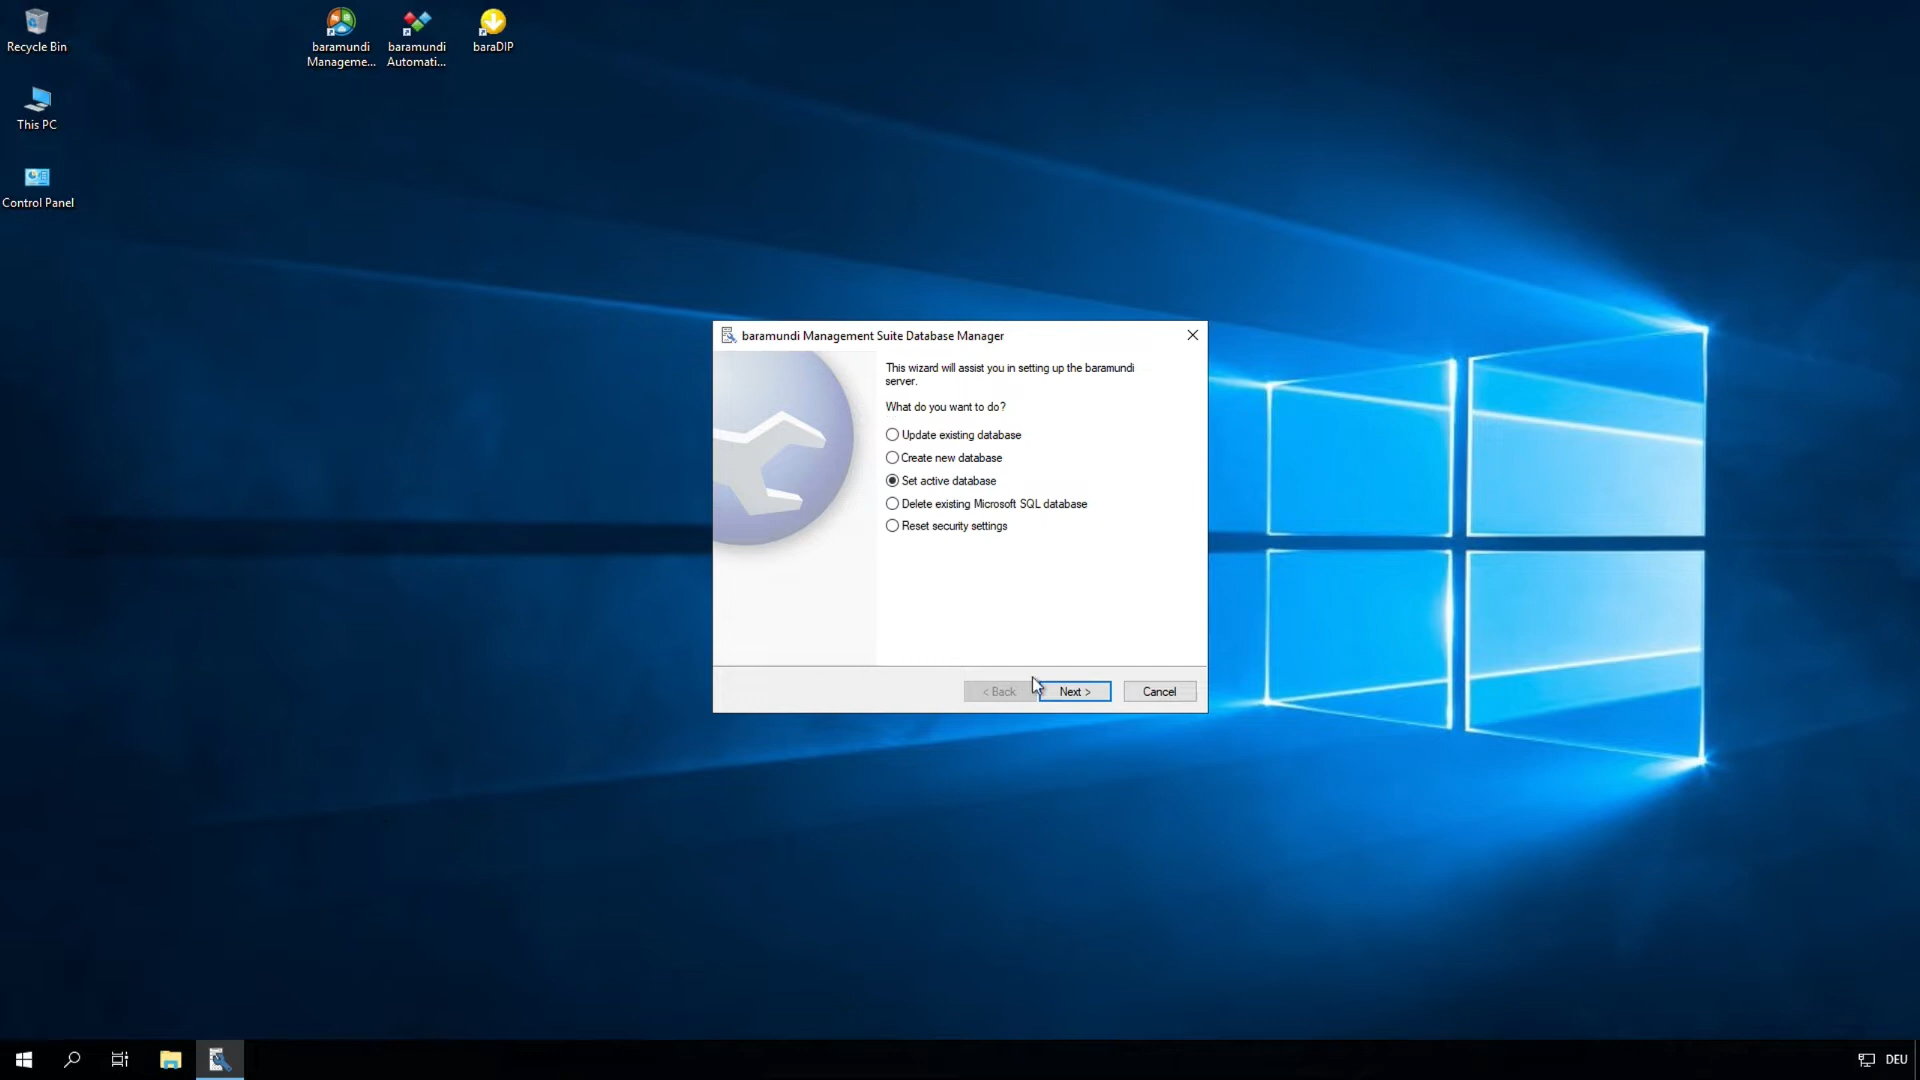 Recycle Bin
baramundi
Manageme...
baramundi
Automati...
baraDIP
This PC
Control Panel
baramundi Management Suite Database Manager
This wizard will assist you in setting up the baramundi
server.
What do you want to do?
Update existing database
Create new database
Set active database
Delete existing Microsoft SQL database
Reset security settings
< Back
Next >
Cancel
DEU